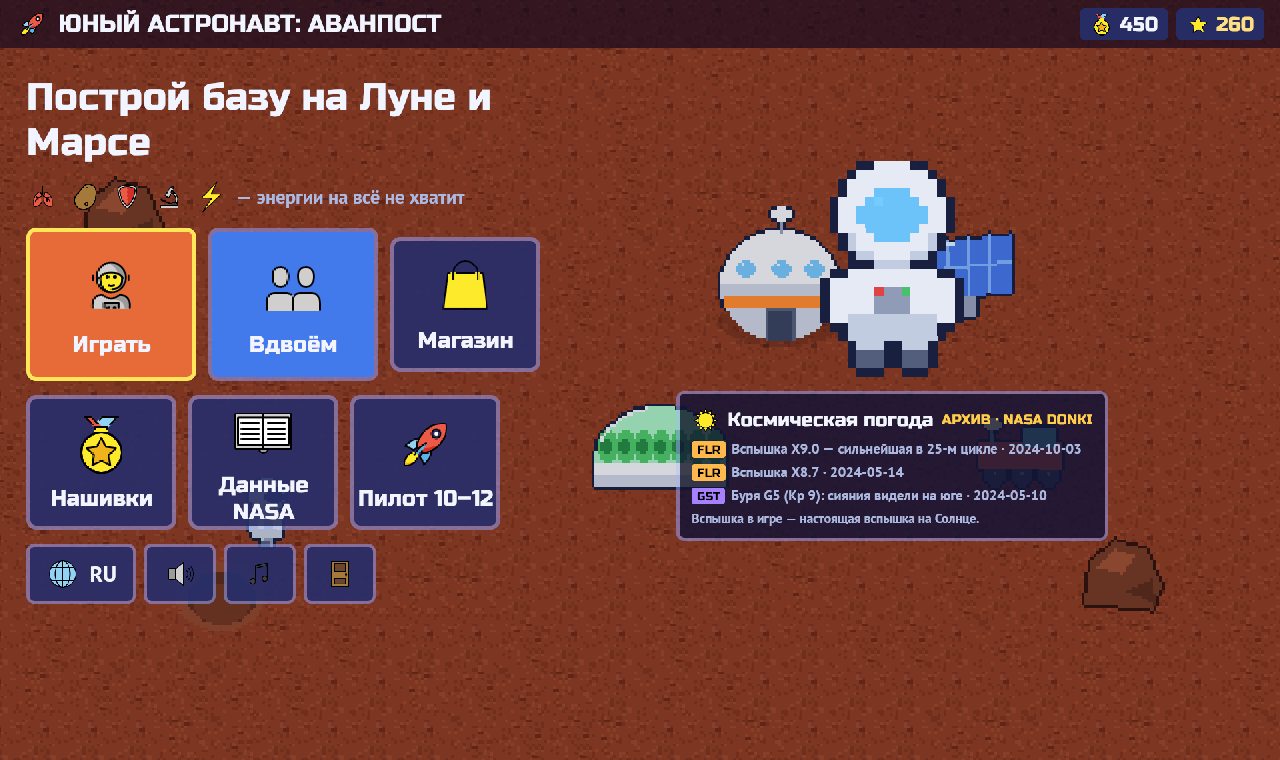 ЮНЫЙ АСТРОНАВТ: АВАНПОСТ
450
260
Построй базу на Луне и
Марсе
— энергии на всё не хватит
Играть
Вдвоём
Магазин
Нашивки
Данные
NASA
Пилот 10–12
RU
Космическая погода АРХИВ · NASA DONKI
FLR Вспышка X9.0 — сильнейшая в 25-м цикле · 2024-10-03
FLR Вспышка X8.7 · 2024-05-14
GST Буря G5 (Kp 9): сияния видели на юге · 2024-05-10
Вспышка в игре — настоящая вспышка на Солнце.